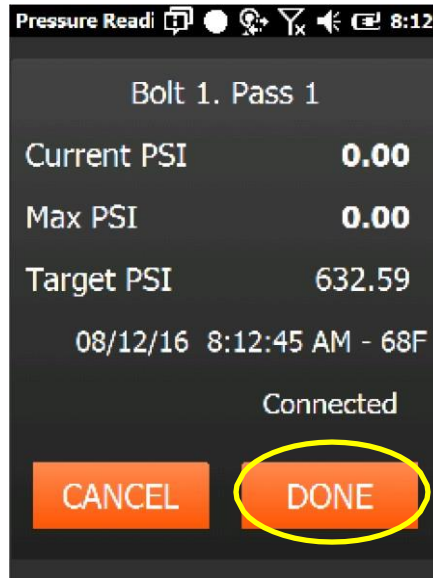 Pressure Readi 8:12
Bolt 1. Pass 1
Current PSI 0.00
Max PSI 0.00
Target PSI 632.59
08/12/16 8:12:45 AM - 68F
Connected
CANCEL DONE